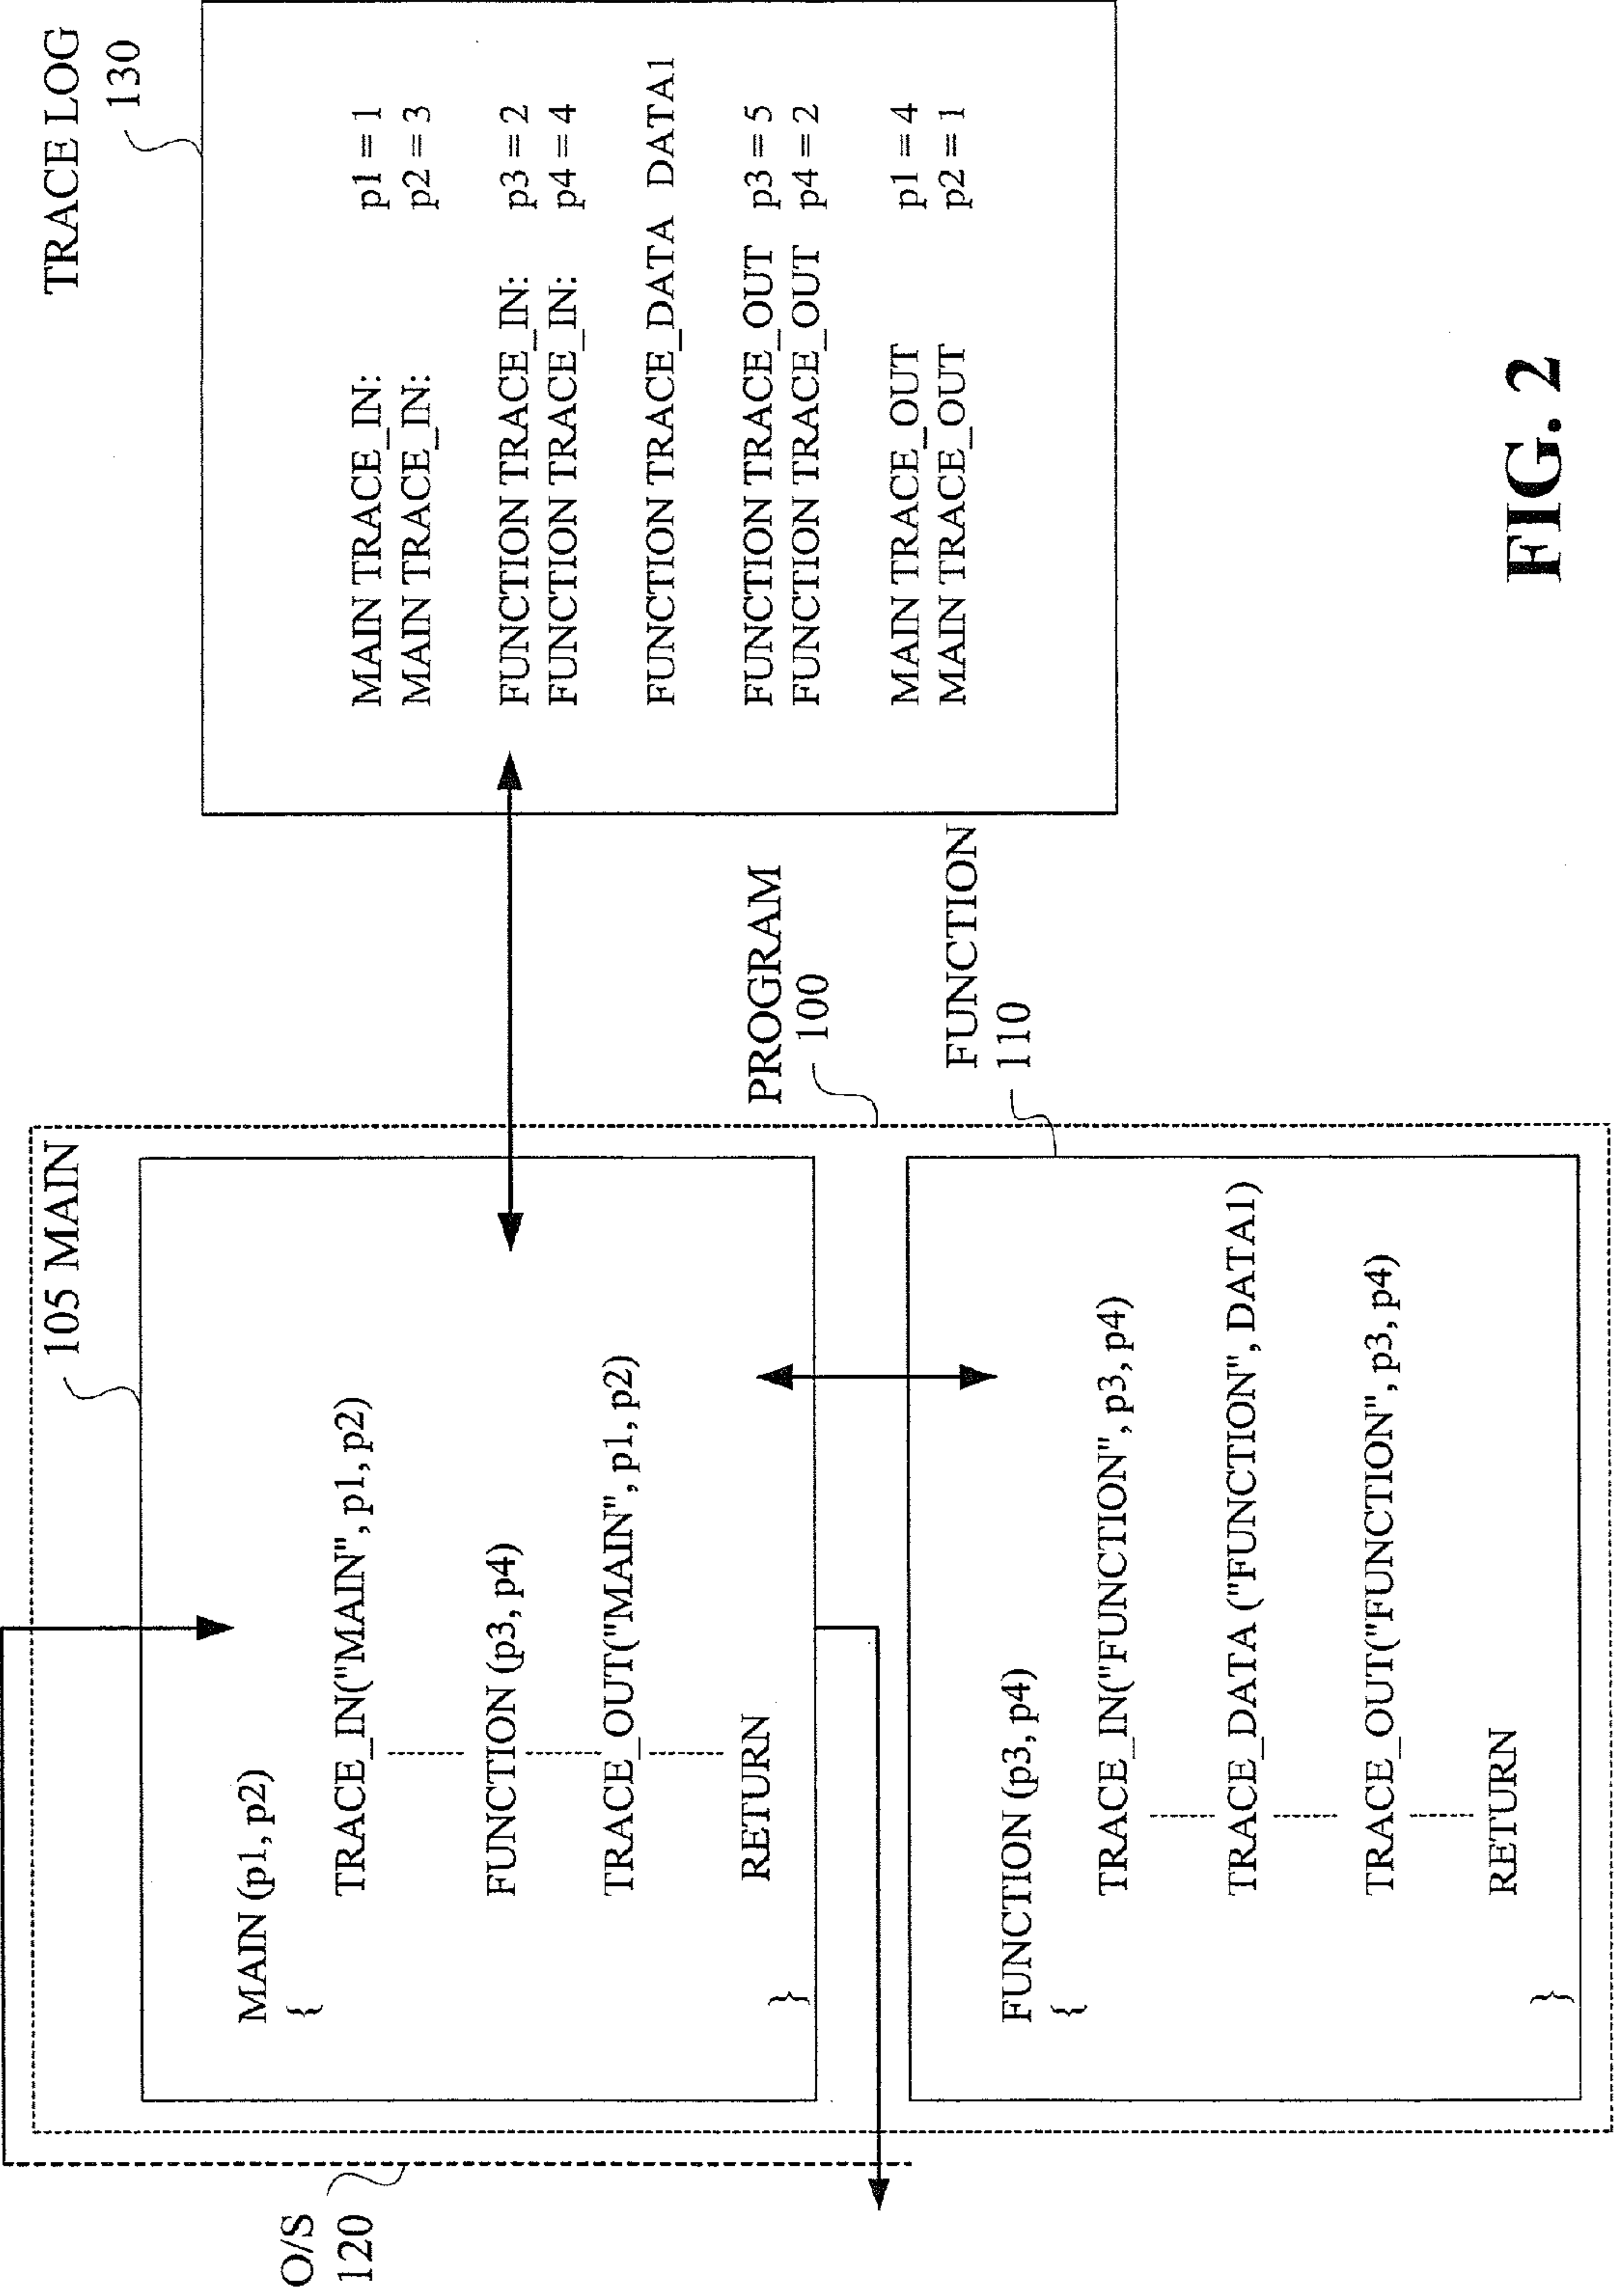 105 MAIN
MAIN (p1, p2)
{
TRACE_IN("MAIN", p1, p2)
FUNCTION (p3, p4)
TRACE_OUT("MAIN", p1, p2)
RETURN
}
O/S
120
PROGRAM
100
FUNCTION
110
FUNCTION (p3, p4)
{
TRACE_IN("FUNCTION", p3, p4)
TRACE_DATA ("FUNCTION", DATA1)
TRACE_OUT("FUNCTION", p3, p4)
RETURN
}
TRACE LOG
130
MAIN TRACE_IN: p1 = 1
MAIN TRACE_IN: p2 = 3
FUNCTION TRACE_IN: p3 = 2
FUNCTION TRACE_IN: p4 = 4
FUNCTION TRACE_DATA DATA1
FUNCTION TRACE_OUT p3 = 5
FUNCTION TRACE_OUT p4 = 2
MAIN TRACE_OUT p1 = 4
MAIN TRACE_OUT p2 = 1
FIG. 2